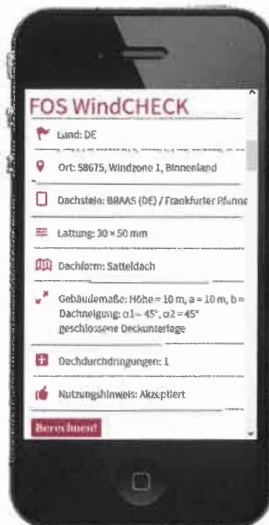 FOS WindCHECK
Land: DE
Ort: 58675, Windzone 1, Binnenland
Dachstein: BRAAS (DE) / Frankfurter Pfanne
Lattung: 30 × 50 mm
Dachform: Satteldach
Gebäudemaße: Höhe = 10 m, a = 10 m, b =
Dachneigung: α1 = 45°, α2 = 45°
geschlossene Deckunterlage
Dachdurchdringungen: 1
Nutzungshinweis: Akzeptiert
Berechnen!